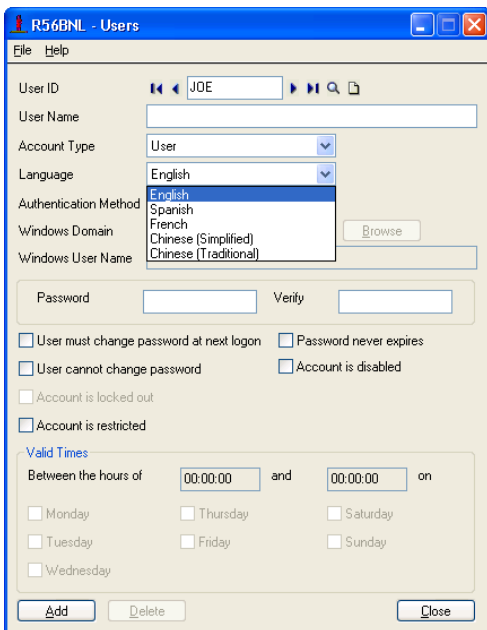 R56BNL - Users
File Help
User ID JOE
User Name
Account Type User
Language English
English
Spanish
Authentication Method
French
Windows Domain Chinese (Simplified) Browse
Chinese (Traditional)
Windows User Name
Password Verify
User must change password at next logon Password never expires
User cannot change password Account is disabled
Account is locked out
Account is restricted
Valid Times
Between the hours of 00:00:00 and 00:00:00 on
Monday Thursday Saturday
Tuesday Friday Sunday
Wednesday
Add Delete Close